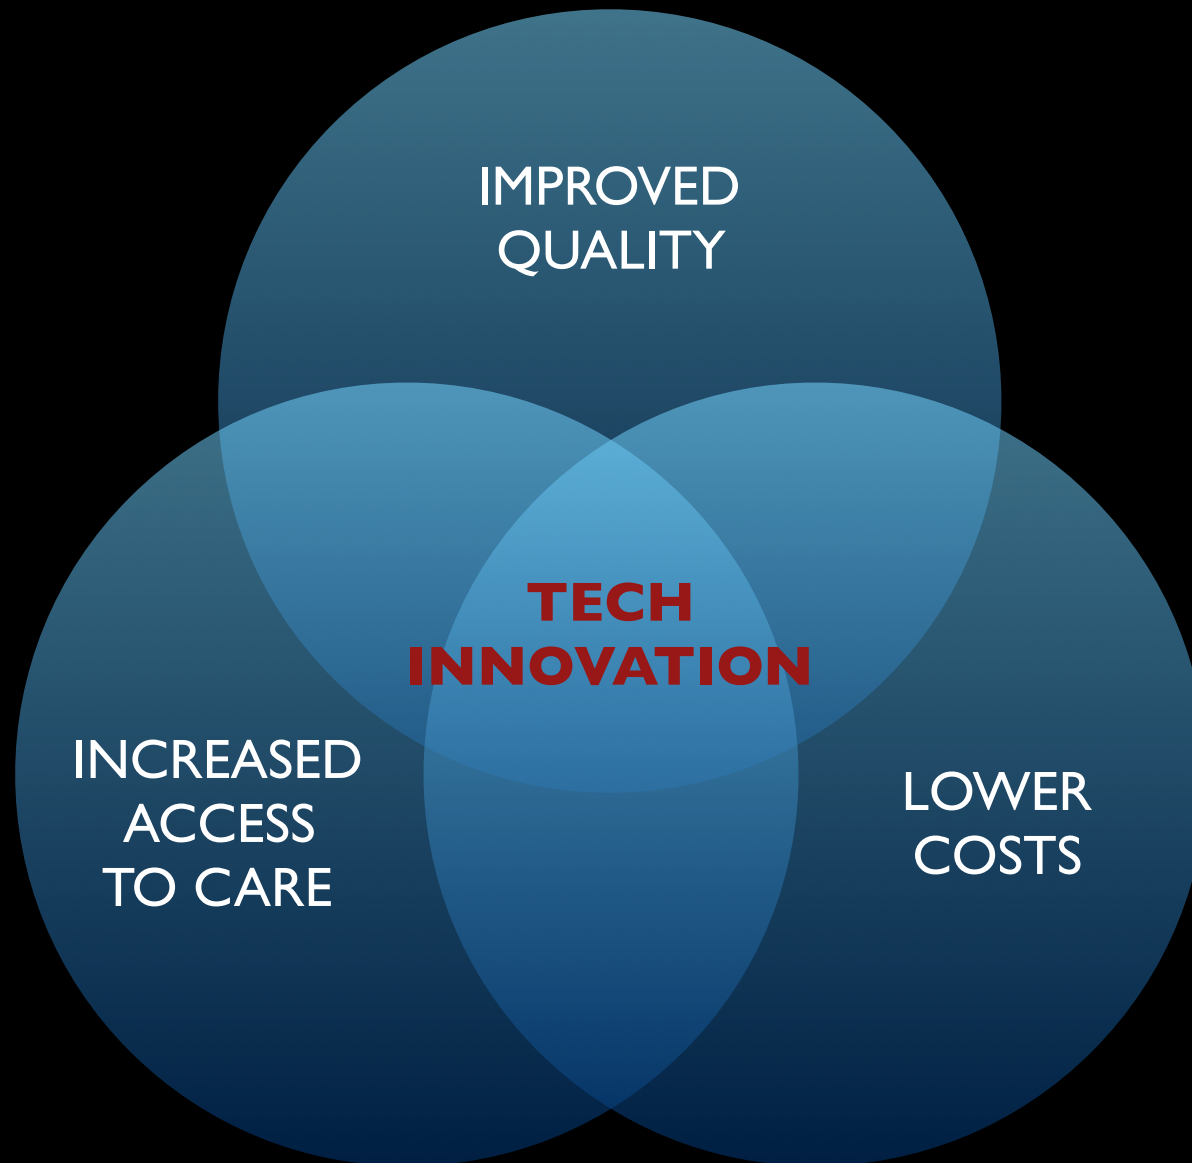 IMPROVED
QUALITY
TECH
INNOVATION
INCREASED
ACCESS
TO CARE
LOWER
COSTS